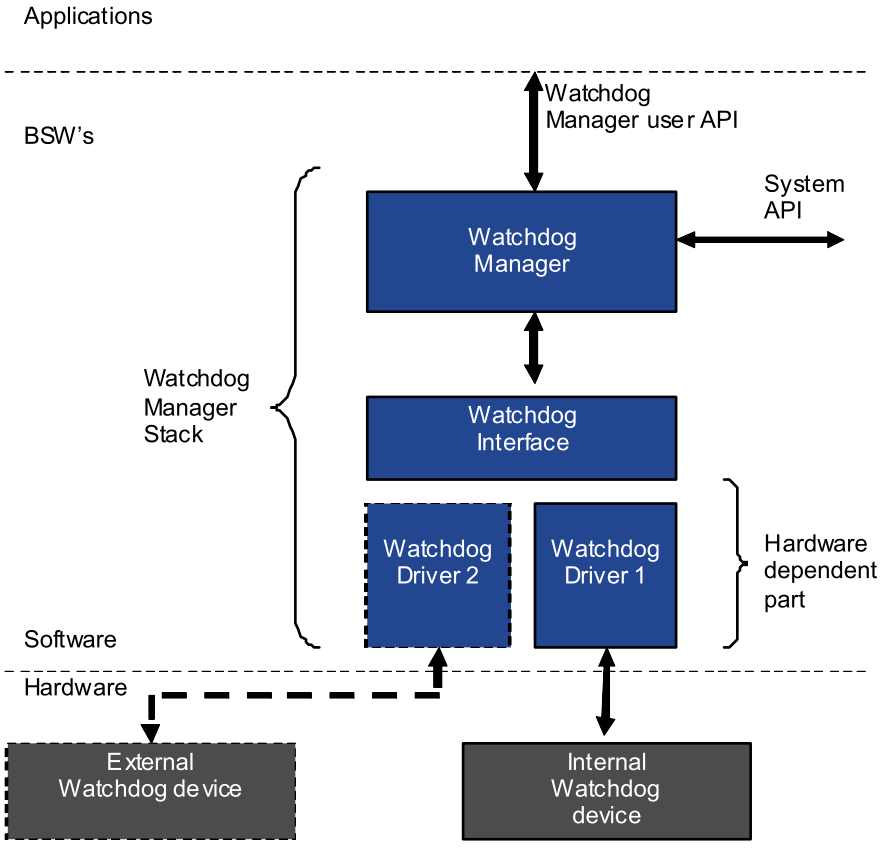 Applications
Watchdog
Manager user API
BSW’s
System
API
Watchdog
Manager
Watchdog
Manager
Stack
Watchdog
Interface
Watchdog
Driver 2
Watchdog
Driver 1
Hardware
dependent
part
Software
Hardware
External
Watchdog device
Internal
Watchdog
device